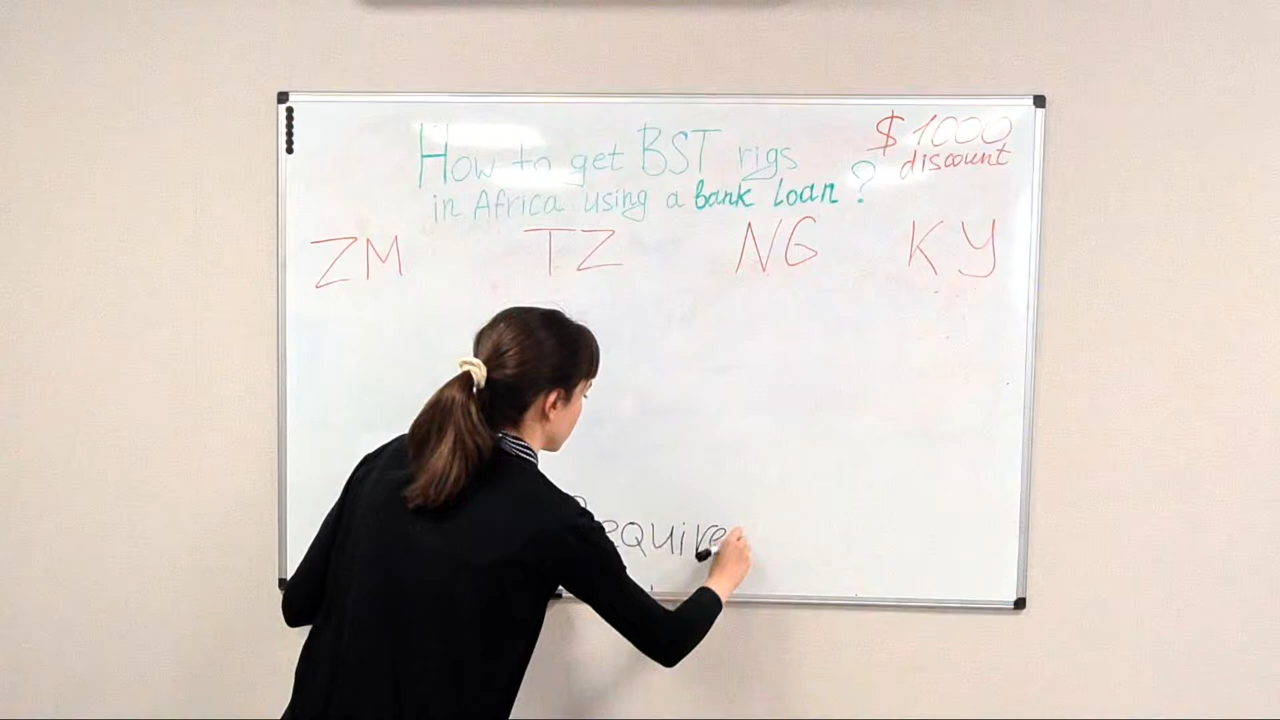 How to get BST rigs
in Africa using a bank loan ?
$ 1000
discount
ZM TZ NG KY
Require